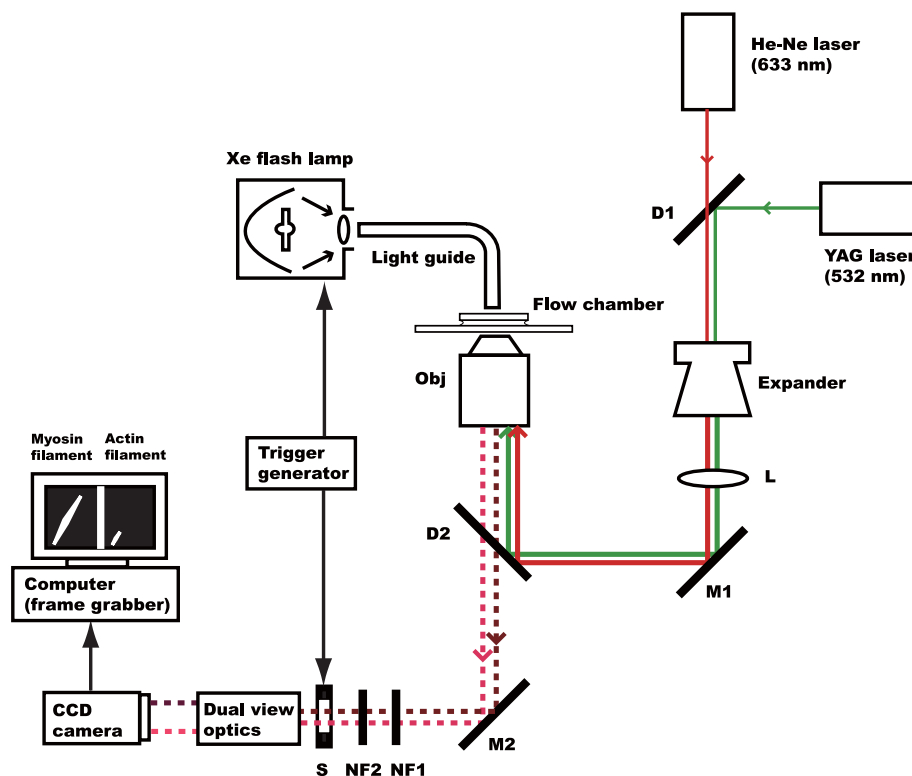 He-Ne laser
(633 nm)
Xe flash lamp
D1
YAG laser
(532 nm)
Light guide
Flow chamber
Obj
Expander
Myosin
filament
Actin
filament
Trigger
generator
L
D2
Computer
(frame grabber)
M1
CCD
camera
Dual view
optics
M2
S
NF2
NF1